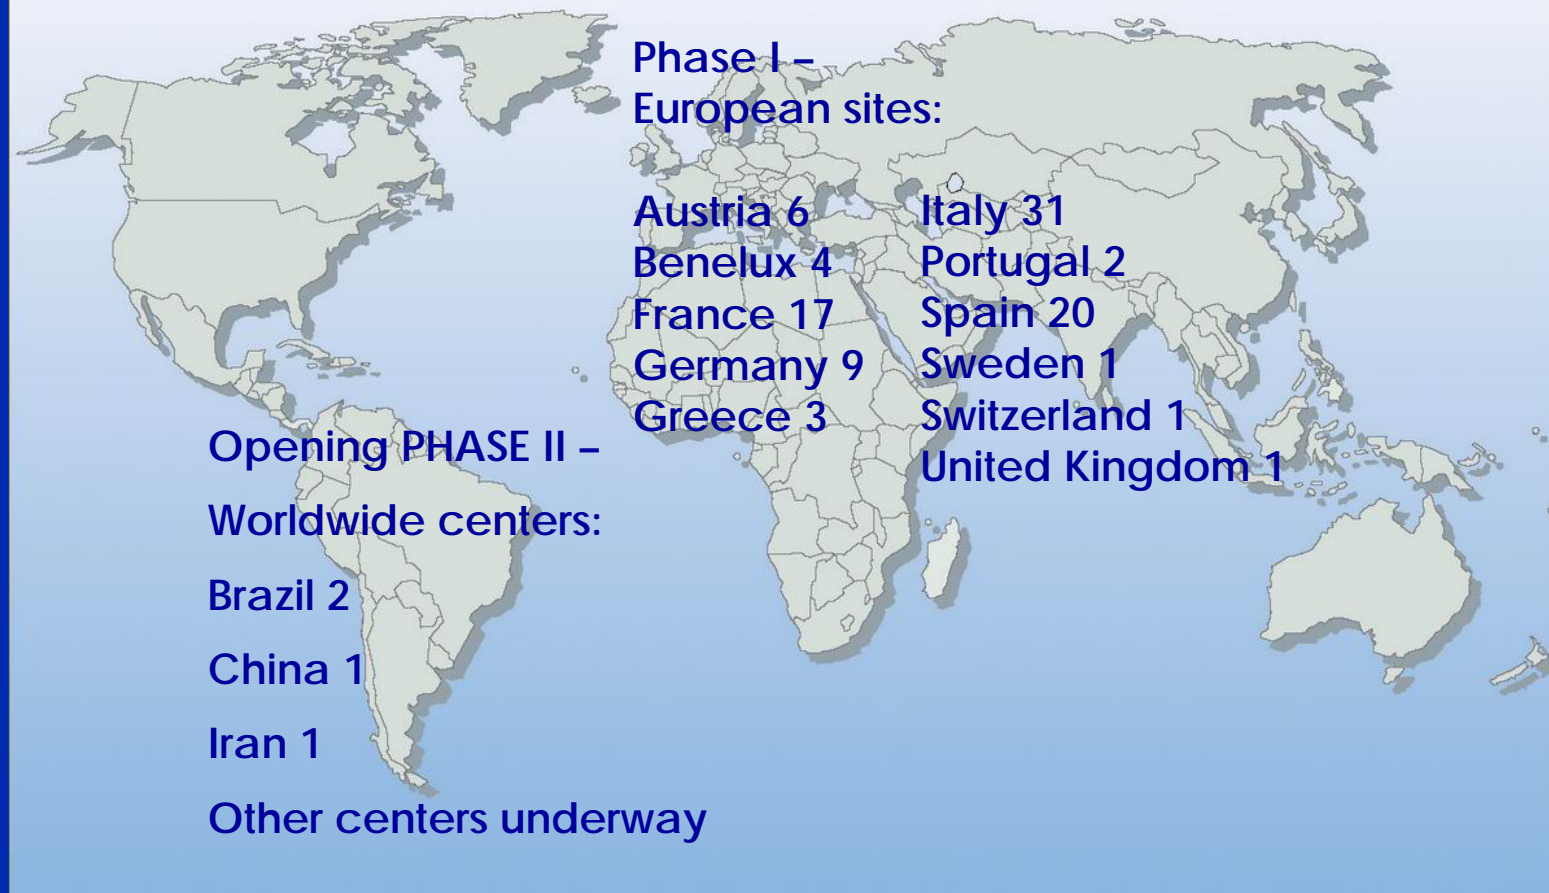 Phase I –
European sites:
Austria 6
Benelux 4
France 17
Germany 9
Greece 3
Italy 31
Portugal 2
Spain 20
Sweden 1
Switzerland 1
United Kingdom 1
Opening PHASE II –
Worldwide centers:
Brazil 2
China 1
Iran 1
Other centers underway